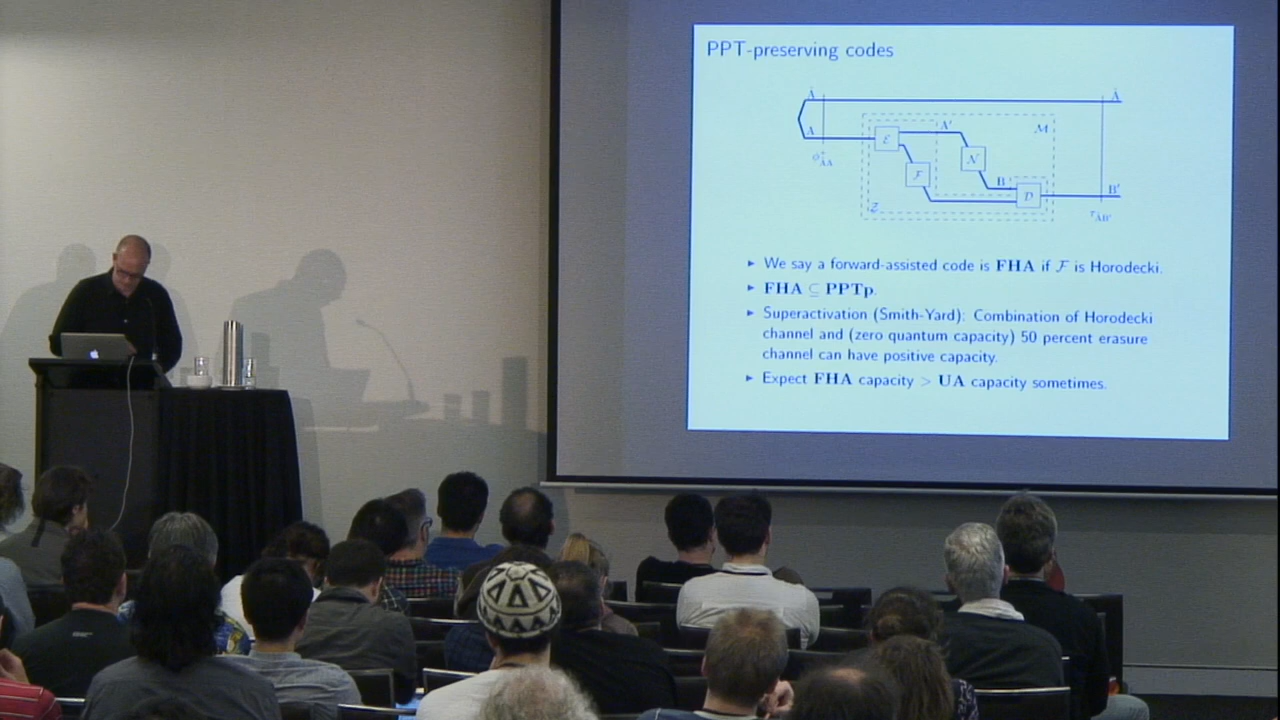 PPT-preserving codes
Ȧ Ȧ
A ℰ A' ℳ
𝒩
ℱ
B 𝒟 B'
𝒵
► We say a forward-assisted code is FHA if ℱ is Horodecki.
► FHA ⊆ PPTp.
► Superactivation (Smith-Yard): Combination of Horodecki
channel and (zero quantum capacity) 50 percent erasure
channel can have positive capacity.
► Expect FHA capacity > UA capacity sometimes.